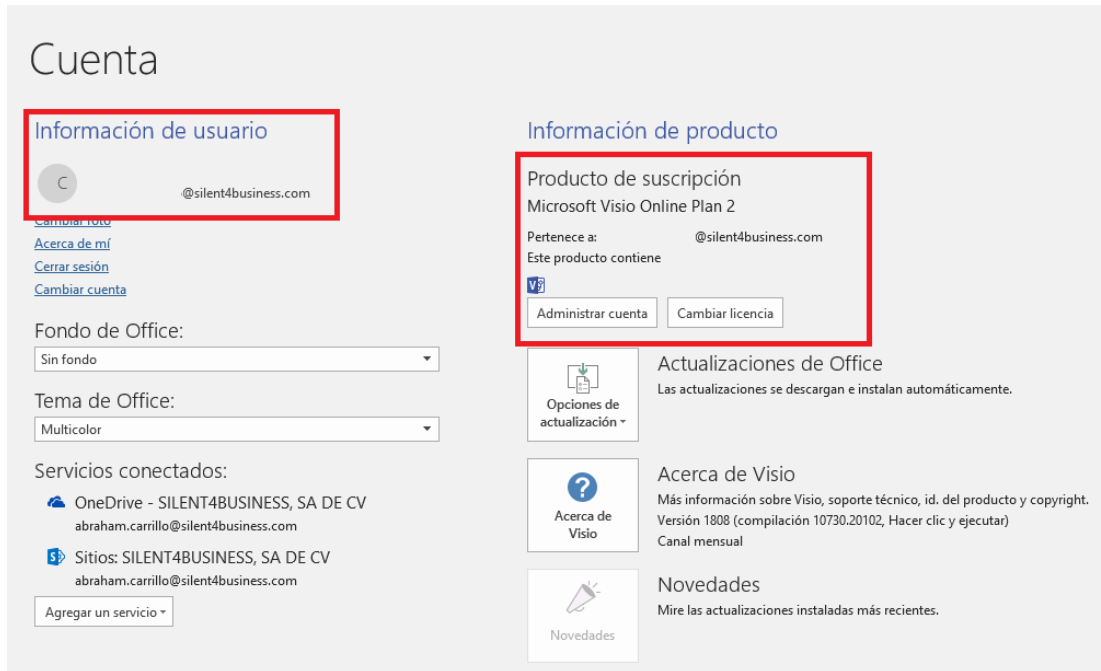 Cuenta
Información de usuario
C
@silent4business.com
Cambiar foto
Acerca de mí
Cerrar sesión
Cambiar cuenta
Fondo de Office:
Sin fondo
Tema de Office:
Multicolor
Servicios conectados:
OneDrive - SILENT4BUSINESS, SA DE CV
abraham.carrillo@silent4business.com
S
Sitios: SILENT4BUSINESS, SA DE CV
abraham.carrillo@silent4business.com
Agregar un servicio
Información de producto
Producto de suscripción
Microsoft Visio Online Plan 2
Pertenece a: @silent4business.com
Este producto contiene
V
Administrar cuenta
Cambiar licencia
Opciones de
actualización
Actualizaciones de Office
Las actualizaciones se descargan e instalan automáticamente.
?
Acerca de
Visio
Acerca de Visio
Más información sobre Visio, soporte técnico, id. del producto y copyright.
Versión 1808 (compilación 10730.20102, Hacer clic y ejecutar)
Canal mensual
Novedades
Novedades
Mire las actualizaciones instaladas más recientes.